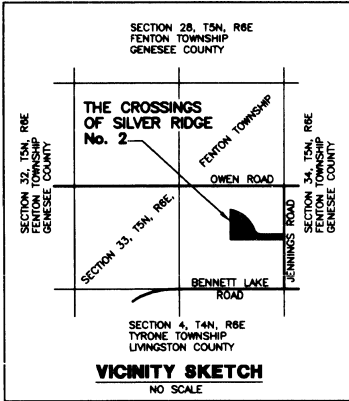 SECTION 28, T5N, R6E
FENTON TOWNSHIP
GENESEE COUNTY
SECTION 32, T5N, R6E
FENTON TOWNSHIP
GENESEE COUNTY
THE CROSSINGS
OF SILVER RIDGE
No. 2
FENTON TOWNSHIP
OWEN ROAD
SECTION 33, T5N, R6E,
JENNINGS ROAD
SECTION 34, T5N, R6E
FENTON TOWNSHIP
GENESEE COUNTY
BENNETT LAKE
ROAD
SECTION 4, T4N, R6E
TYRONE TOWNSHIP
LIVINGSTON COUNTY
VICINITY SKETCH
NO SCALE